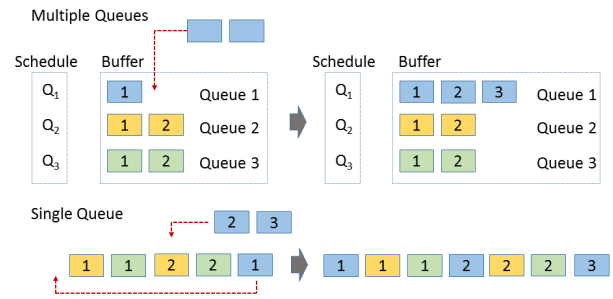 Multiple Queues
Schedule Buffer Schedule Buffer
Q1 1 Queue 1 Q1 1 2 3 Queue 1
Q2 1 2 Queue 2 Q2 1 2 Queue 2
Q3 1 2 Queue 3 Q3 1 2 Queue 3
Single Queue
2 3
1 1 2 2 1 1 1 1 2 2 2 3